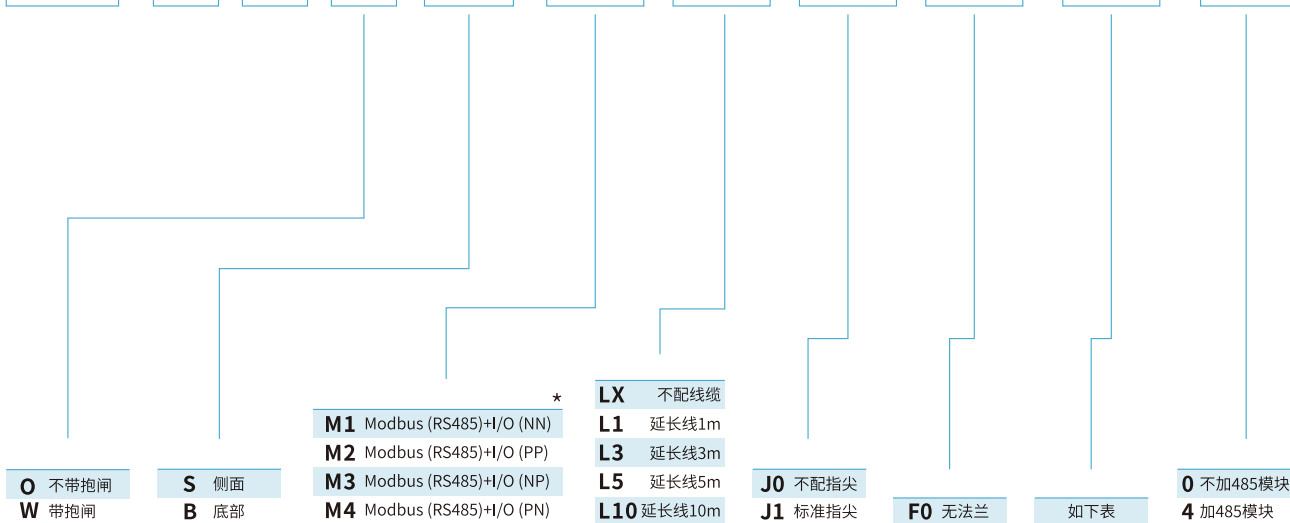 O 不带抱闸
W 带抱闸
S 侧面
B 底部
*
M1 Modbus (RS485)+I/O (NN)
M2 Modbus (RS485)+I/O (PP)
M3 Modbus (RS485)+I/O (NP)
M4 Modbus (RS485)+I/O (PN)
LX 不配线缆
L1 延长线1m
L3 延长线3m
L5 延长线5m
L10 延长线10m
J0 不配指尖
J1 标准指尖
F0 无法兰
如下表
0 不加485模块
4 加485模块